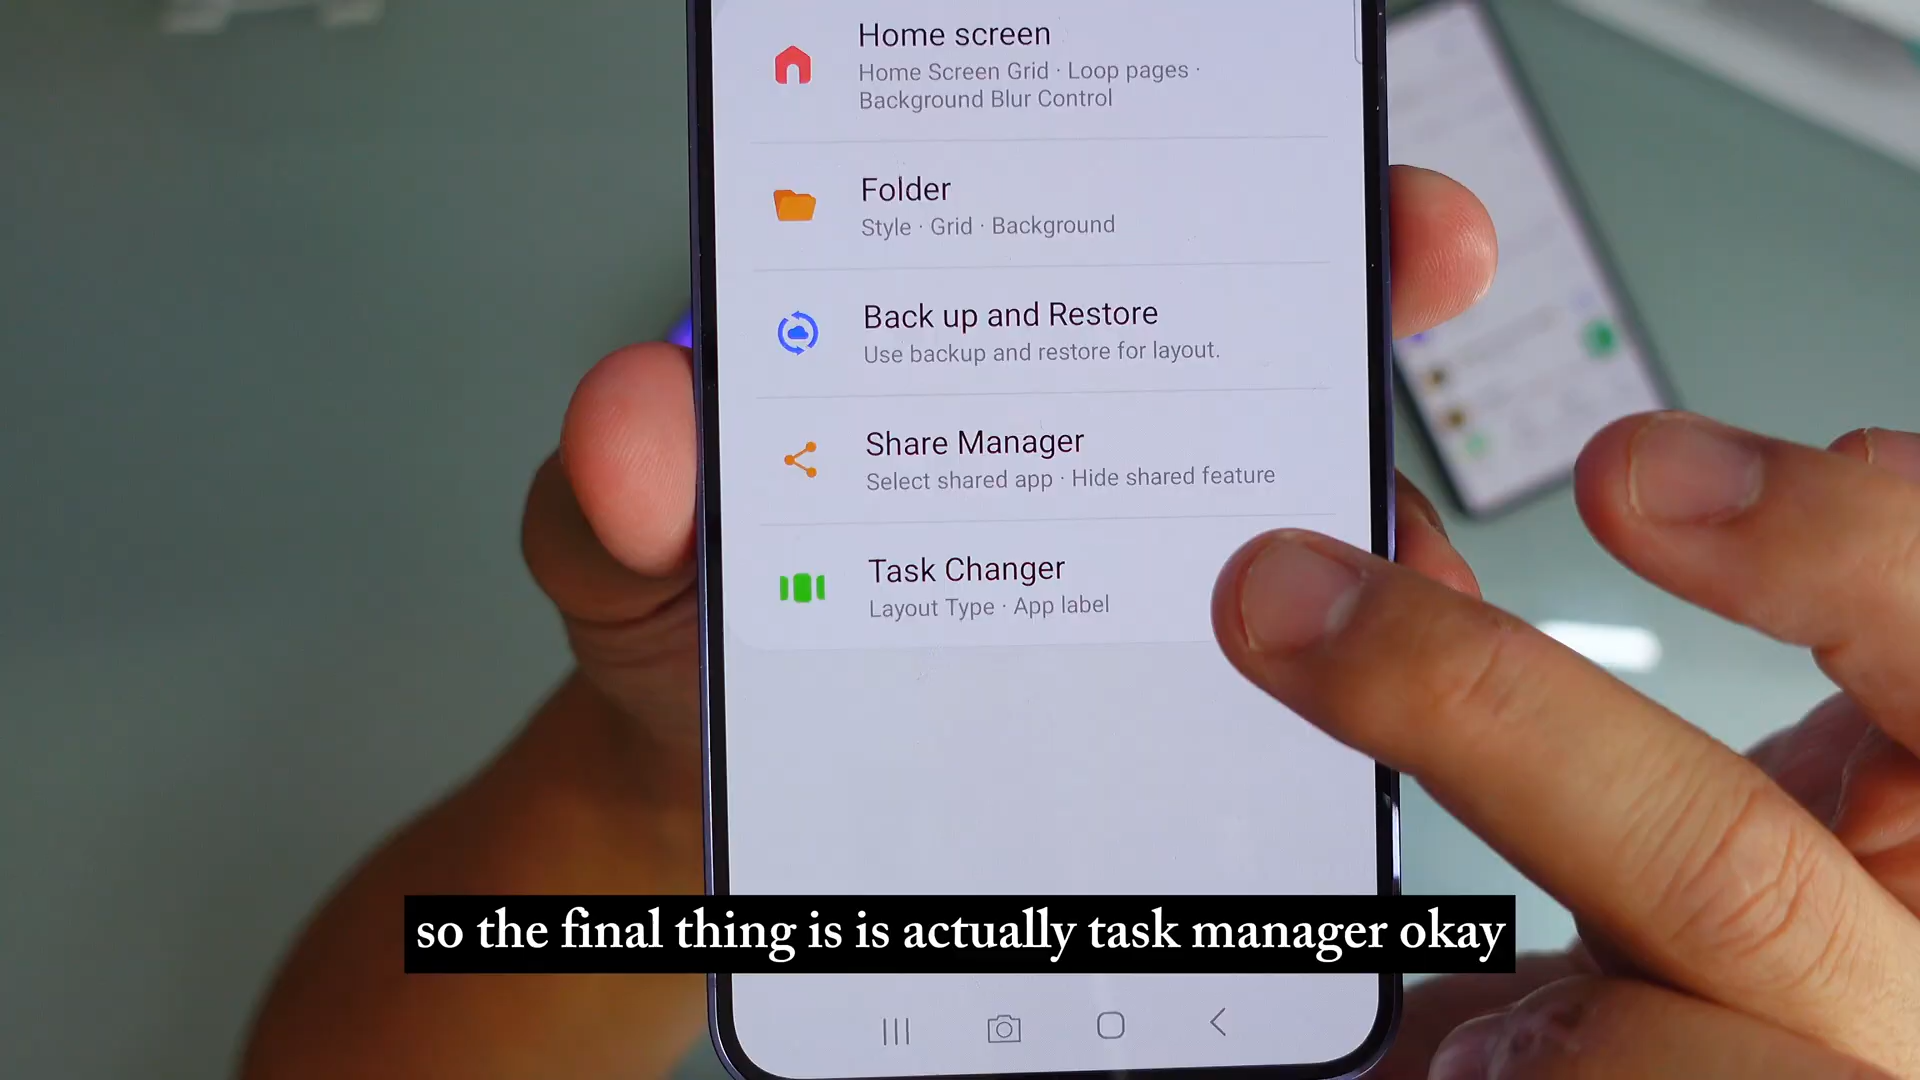 Home screen
Home Screen Grid · Loop pages ·
Background Blur Control
Folder
Style · Grid · Background
Back up and Restore
Use backup and restore for layout.
Share Manager
Select shared app · Hide shared feature
Task Changer
Layout Type · App label
so the final thing is is actually task manager okay